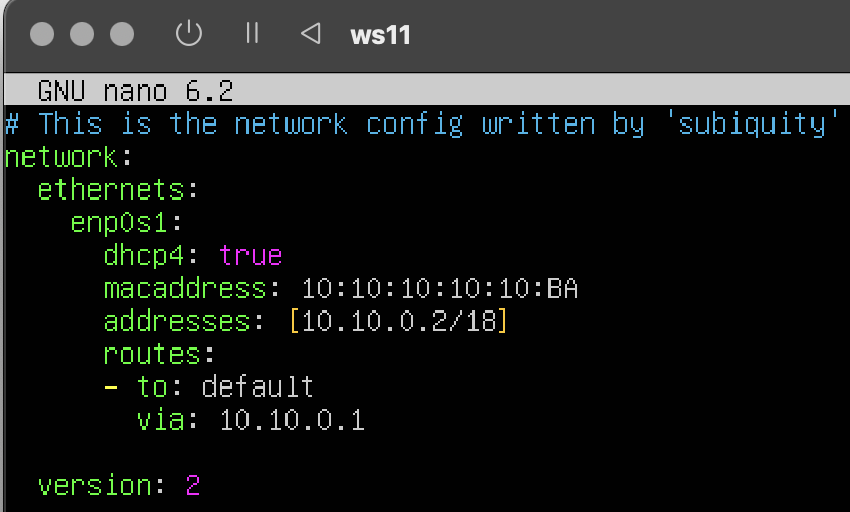 ws11
GNU nano 6.2
# This is the network config written by 'subiquity'
network:
  ethernets:
    enp0s1:
      dhcp4: true
      macaddress: 10:10:10:10:10:BA
      addresses: [10.10.0.2/18]
      routes:
      - to: default
        via: 10.10.0.1
  version: 2